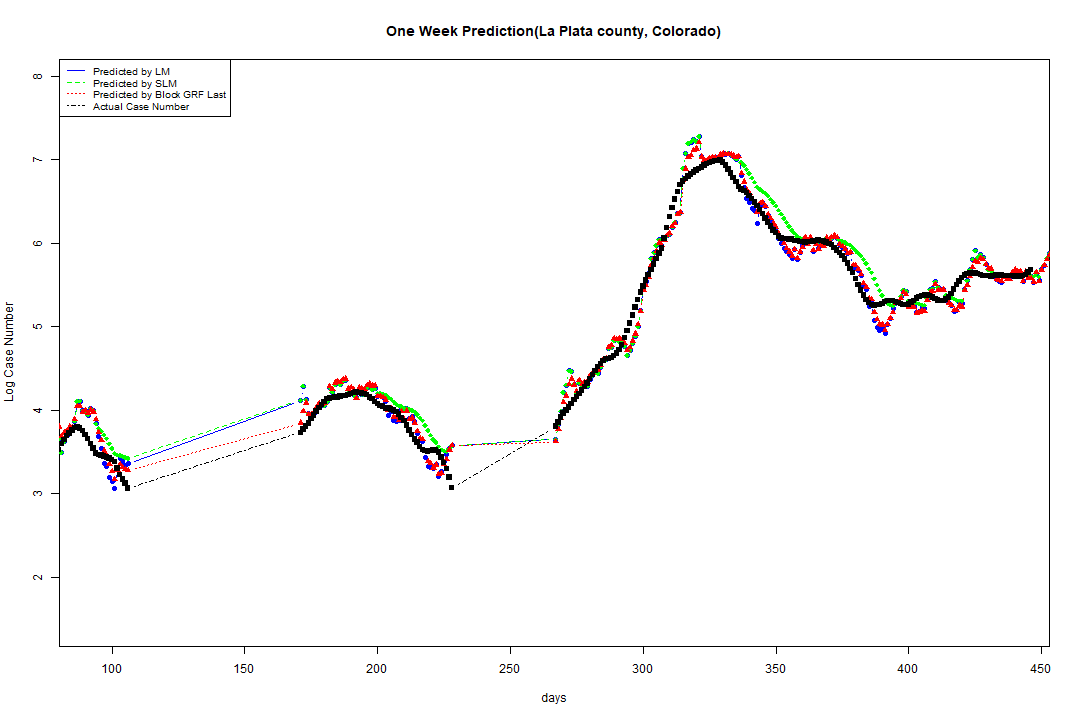 One Week Prediction(La Plata county, Colorado)
Predicted by LM
Predicted by SLM
Predicted by Block GRF Last
Actual Case Number
8
7
6
5
4
3
2
Log Case Number
100 150 200 250 300 350 400 450
days